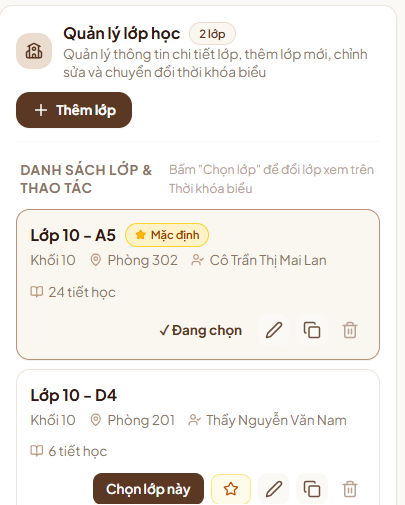 Quản lý lớp học 2 lớp
Quản lý thông tin chi tiết lớp, thêm lớp mới, chỉnh
sửa và chuyển đổi thời khóa biểu
Thêm lớp
DANH SÁCH LỚP &
THAO TÁC
Bấm "Chọn lớp" để đổi lớp xem trên
Thời khóa biểu
Lớp 10 - A5 Mặc định
Khối 10 Phòng 302 Cô Trần Thị Mai Lan
24 tiết học
✓ Đang chọn
Lớp 10 - D4
Khối 10 Phòng 201 Thầy Nguyễn Văn Nam
6 tiết học
Chọn lớp này